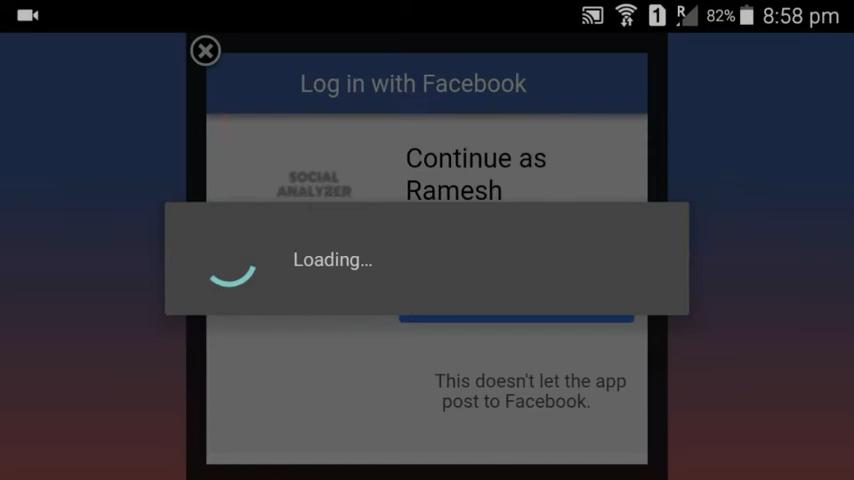 1 R 82% 8:58 pm
Log in with Facebook
Continue as
Ramesh
SOCIAL
ANALYZER
Loading...
This doesn't let the app
post to Facebook.